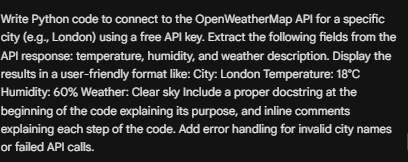 Write Python code to connect to the OpenWeatherMap API for a specific
city (e.g., London) using a free API key. Extract the following fields from the
API response: temperature, humidity, and weather description. Display the
results in a user-friendly format like: City: London Temperature: 18°C
Humidity: 60% Weather: Clear sky Include a proper docstring at the
beginning of the code explaining its purpose, and inline comments
explaining each step of the code. Add error handling for invalid city names
or failed API calls.